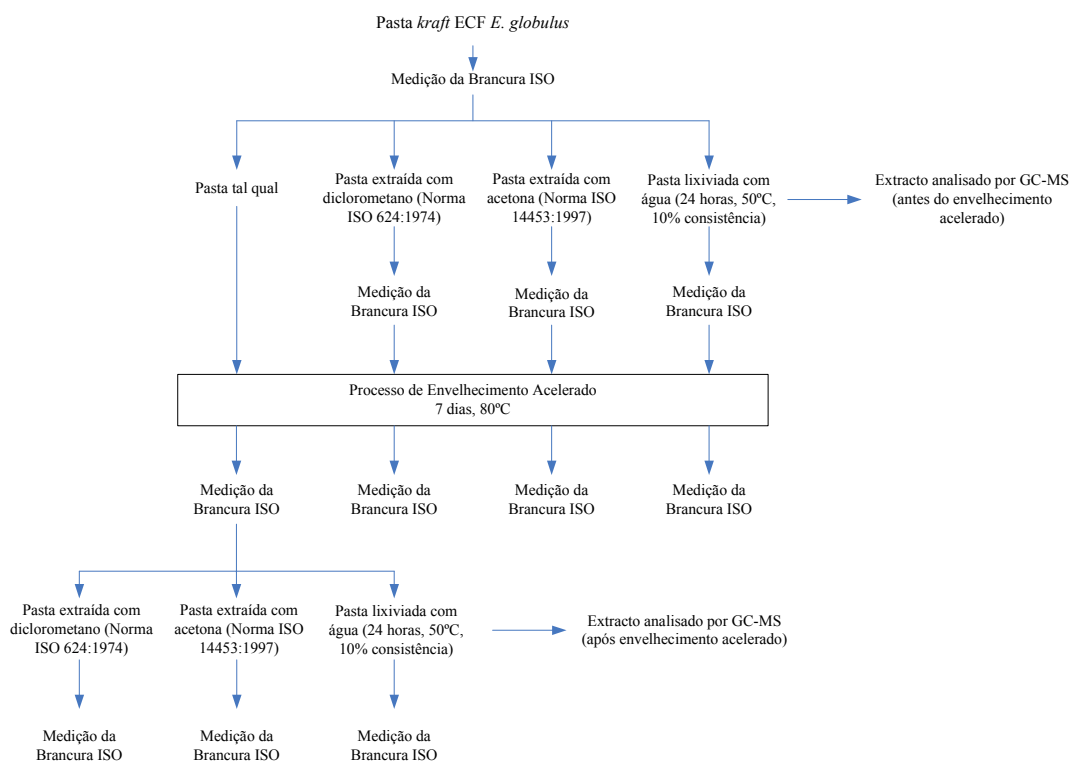 Pasta kraft ECF E. globulus
Medição da Brancura ISO
Pasta tal qual
Pasta extraída com
diclorometano (Norma
ISO 624:1974)
Pasta extraída com
acetona (Norma ISO
14453:1997)
Pasta lixiviada com
água (24 horas, 50ºC,
10% consistência)
Extracto analisado por GC-MS
(antes do envelhecimento
acelerado)
Medição da
Brancura ISO
Medição da
Brancura ISO
Medição da
Brancura ISO
Processo de Envelhecimento Acelerado
7 dias, 80ºC
Medição da
Brancura ISO
Medição da
Brancura ISO
Medição da
Brancura ISO
Medição da
Brancura ISO
Pasta extraída com
diclorometano (Norma
ISO 624:1974)
Pasta extraída com
acetona (Norma ISO
14453:1997)
Pasta lixiviada com
água (24 horas, 50ºC,
10% consistência)
Extracto analisado por GC-MS
(após envelhecimento acelerado)
Medição da
Brancura ISO
Medição da
Brancura ISO
Medição da
Brancura ISO